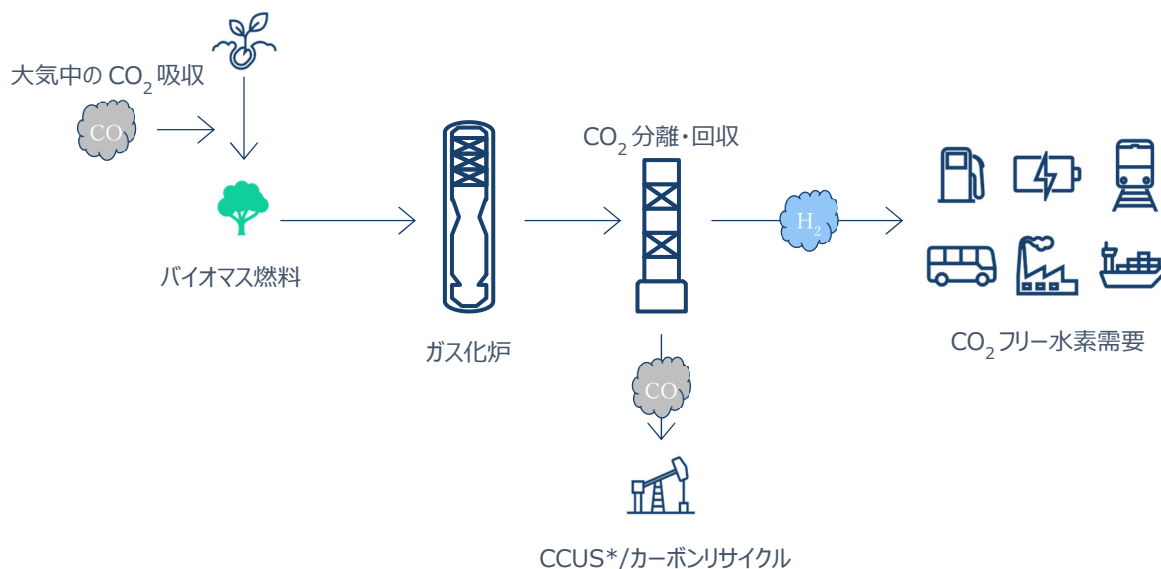 大気中の CO₂ 吸収
CO
バイオマス燃料
ガス化炉
CO₂ 分離・回収
H₂
CO₂ フリー水素需要
CO
CCUS*/カーボンリサイクル